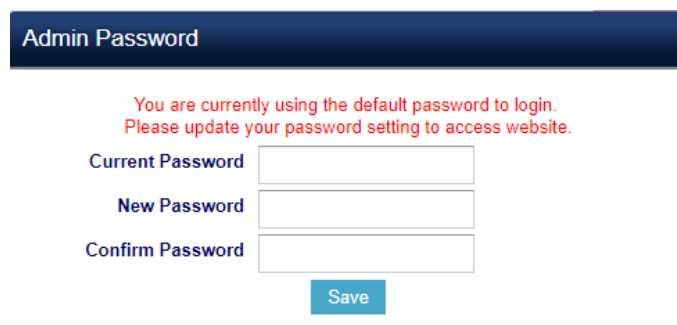 Admin Password
You are currently using the default password to login.
Please update your password setting to access website.
Current Password
New Password
Confirm Password
Save